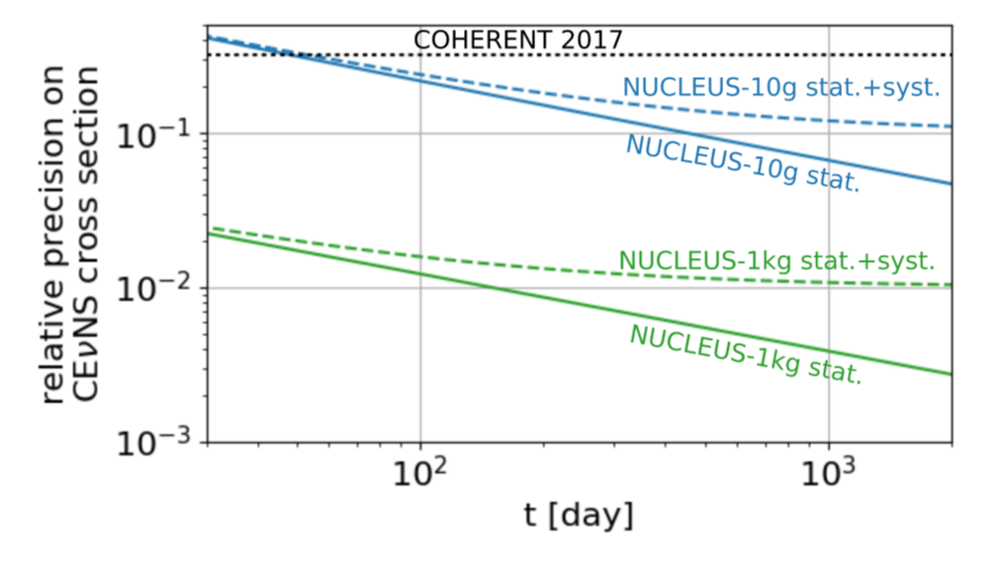 relative precision on
CEνNS cross section
10⁻¹
10⁻²
10⁻³
COHERENT 2017
NUCLEUS-10g stat.+syst.
NUCLEUS-10g stat.
NUCLEUS-1kg stat.+syst.
NUCLEUS-1kg stat.
10²
10³
t [day]